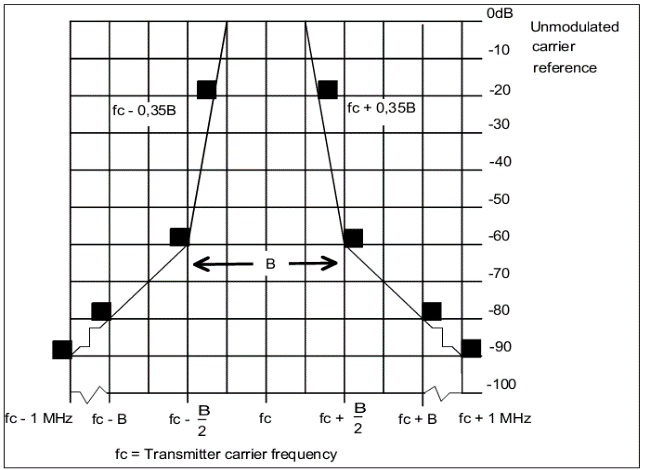 0dB
Unmodulated
carrier
reference
-10
-20
fc - 0,35B
fc + 0,35B
-30
-40
-50
-60
B
-70
-80
-90
-100
fc - 1 MHz
fc - B
fc - B/2
fc
fc + B/2
fc + B
fc + 1 MHz
fc = Transmitter carrier frequency